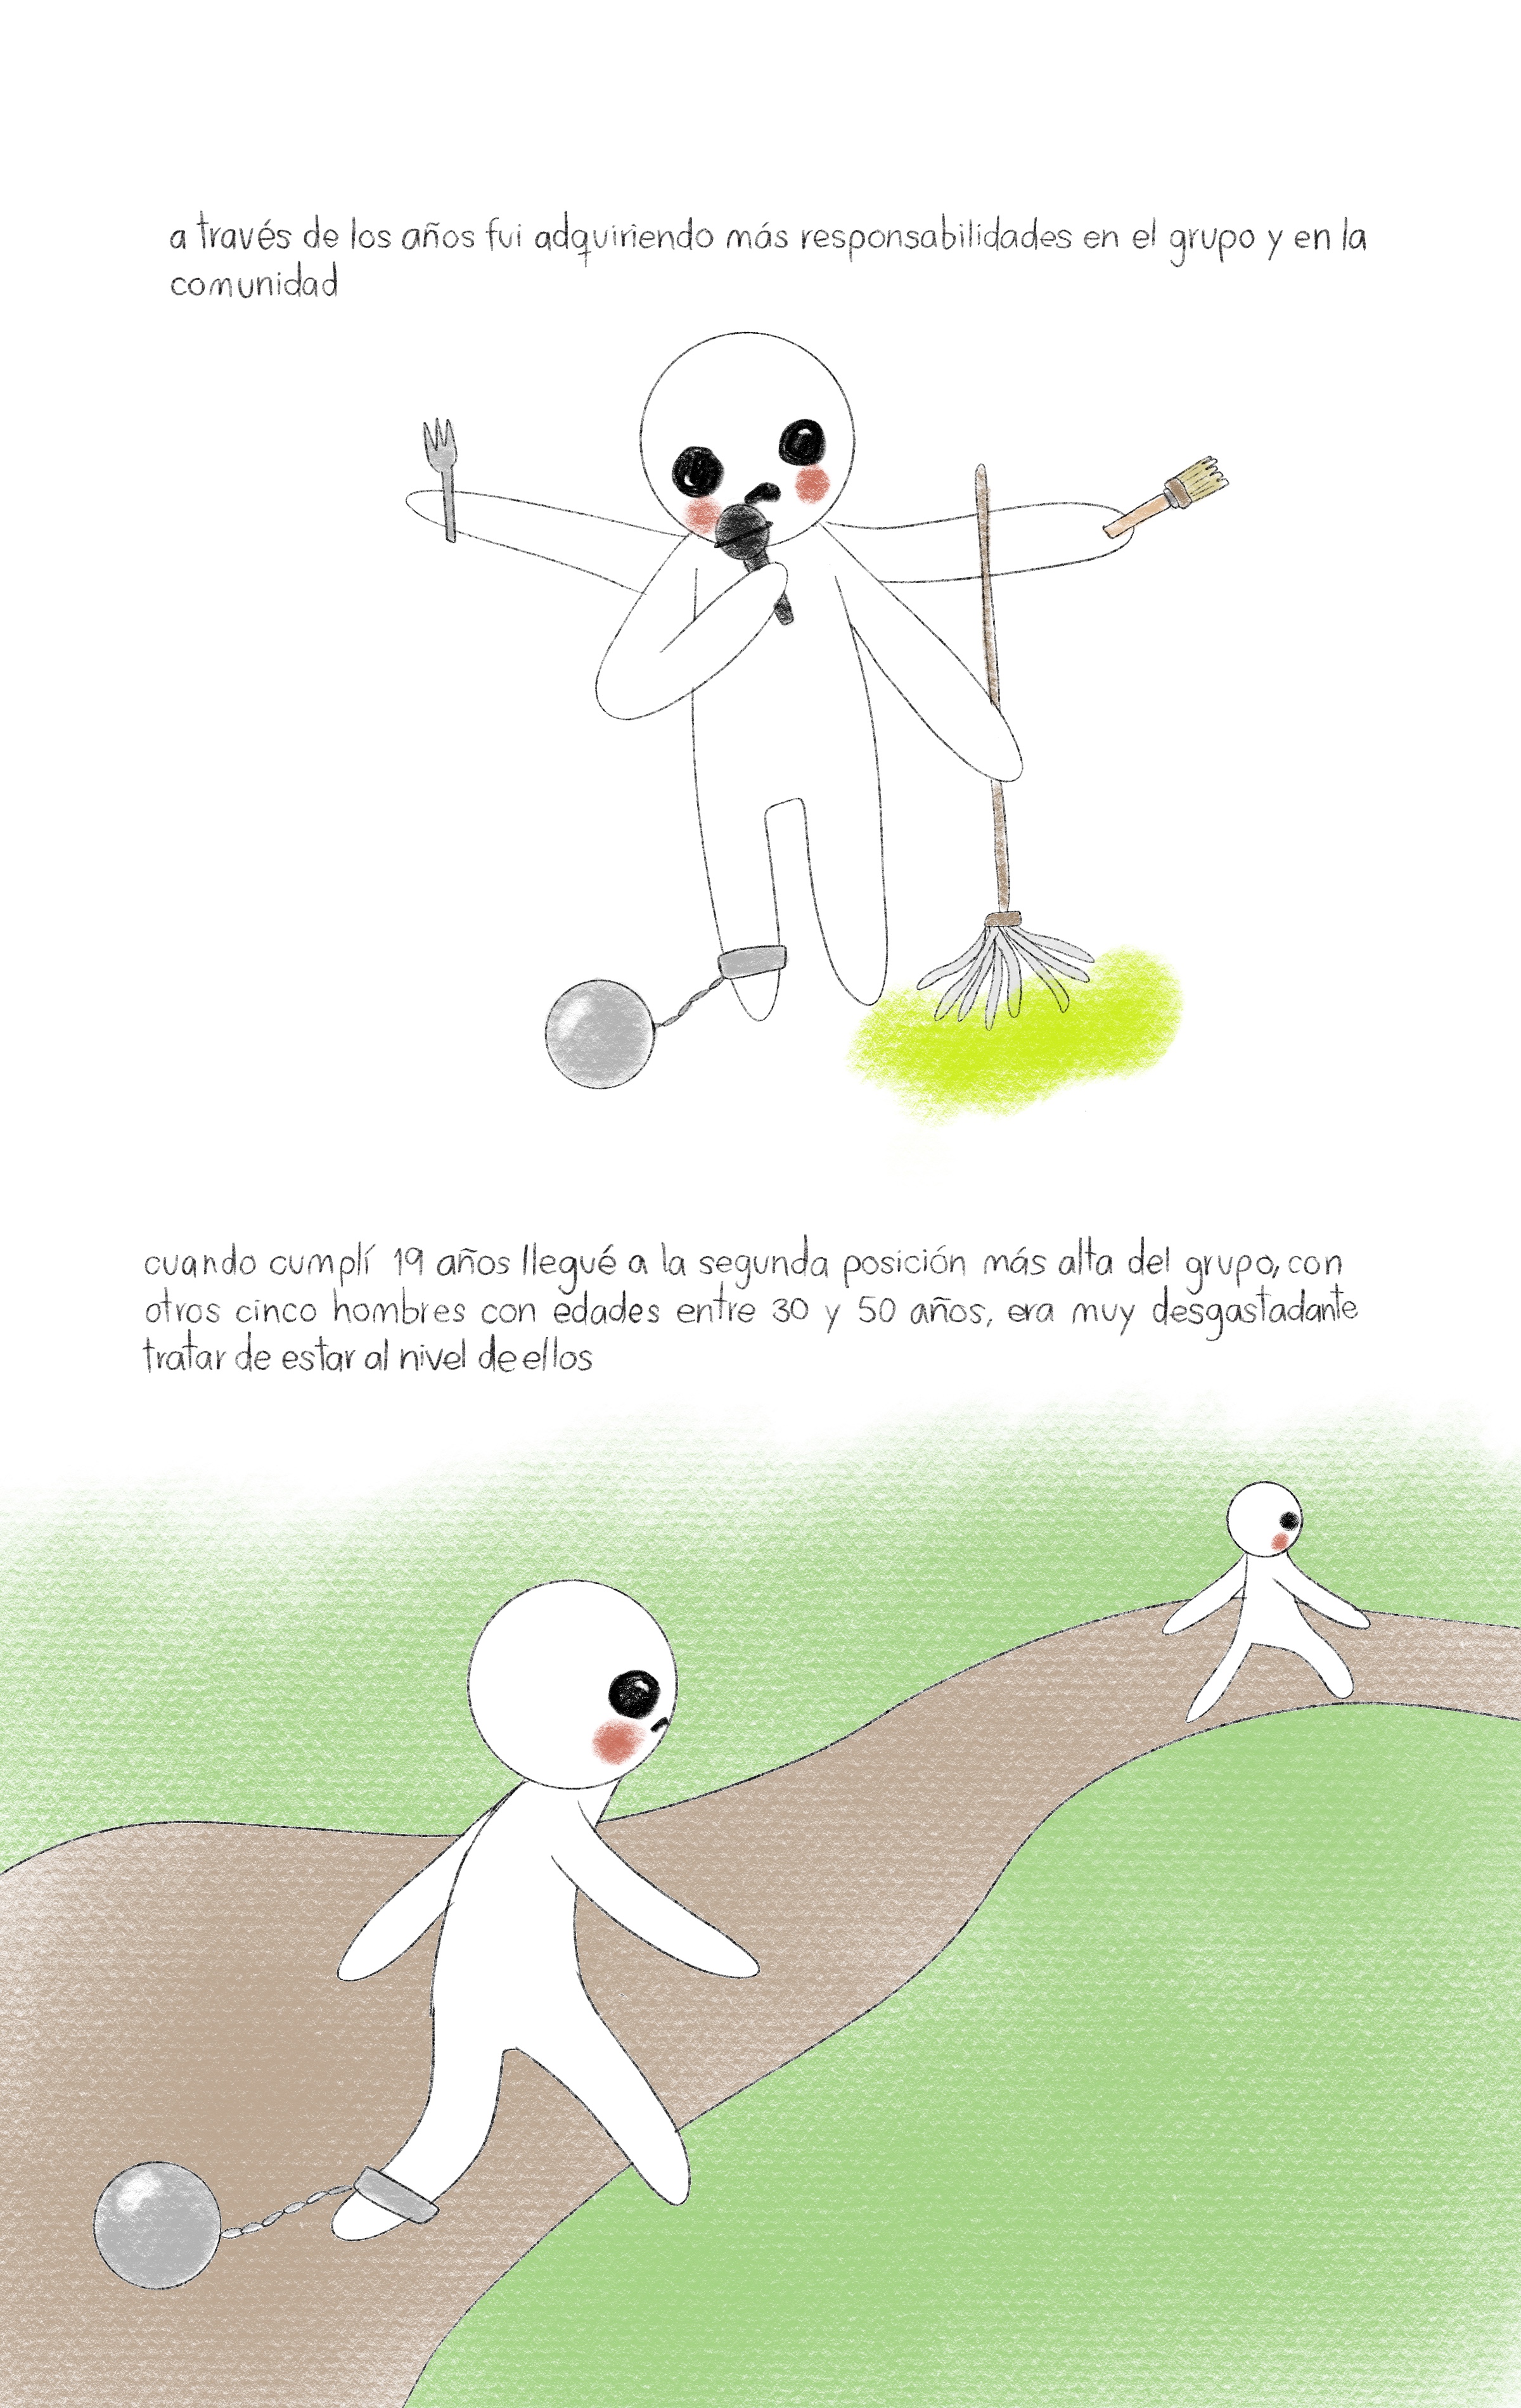 a través de los años fui adquiriendo más responsabilidades en el grupo y en la
comunidad
cuando cumplí 19 años llegué a la segunda posición más alta del grupo, con
otros cinco hombres con edades entre 30 y 50 años, era muy desgastadante
tratar de estar al nivel de ellos